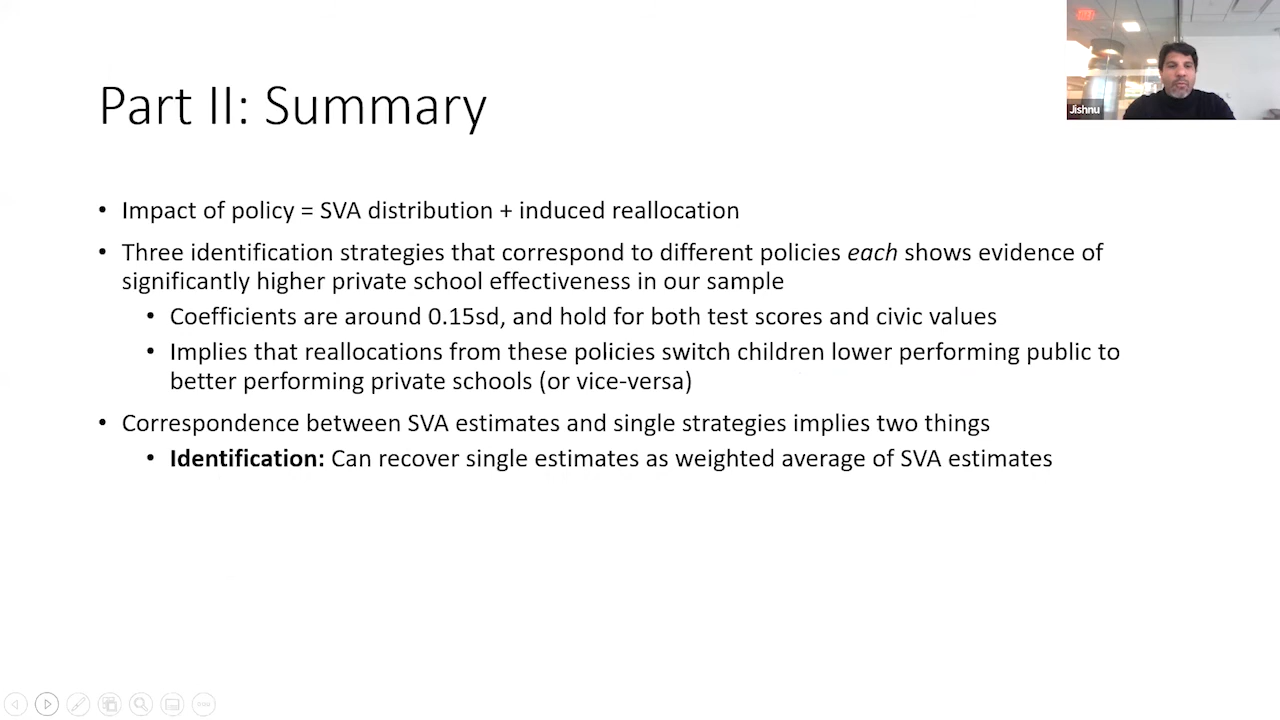 Jishnu
Part II: Summary
• Impact of policy = SVA distribution + induced reallocation
• Three identification strategies that correspond to different policies each shows evidence of
significantly higher private school effectiveness in our sample
• Coefficients are around 0.15sd, and hold for both test scores and civic values
• Implies that reallocations from these policies switch children lower performing public to
better performing private schools (or vice-versa)
• Correspondence between SVA estimates and single strategies implies two things
• Identification: Can recover single estimates as weighted average of SVA estimates